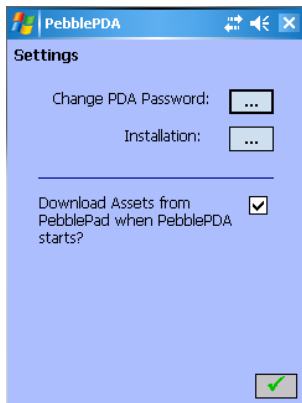 PebblePDA
Settings
Change PDA Password:
...
Installation:
...
Download Assets from
PebblePad when PebblePDA
starts?